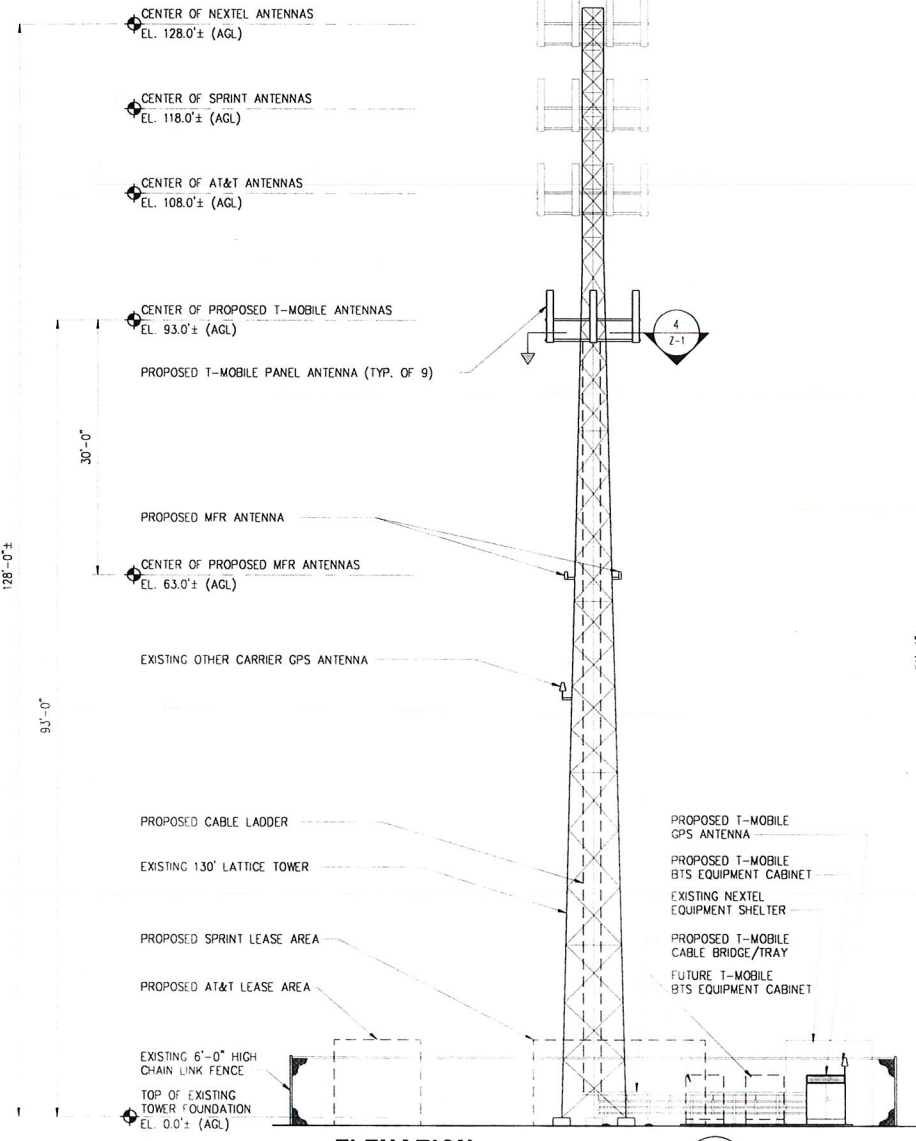 CENTER OF NEXTEL ANTENNAS
EL. 128.0'± (AGL)
CENTER OF SPRINT ANTENNAS
EL. 118.0'± (AGL)
CENTER OF AT&T ANTENNAS
EL. 108.0'± (AGL)
CENTER OF PROPOSED T-MOBILE ANTENNAS
EL. 93.0'± (AGL)
4
Z-1
PROPOSED T-MOBILE PANEL ANTENNA (TYP. OF 9)
30'-0"
PROPOSED MFR ANTENNA
CENTER OF PROPOSED MFR ANTENNAS
EL. 63.0'± (AGL)
128'-0"±
EXISTING OTHER CARRIER GPS ANTENNA
93'-0"
PROPOSED CABLE LADDER
EXISTING 130' LATTICE TOWER
PROPOSED SPRINT LEASE AREA
PROPOSED AT&T LEASE AREA
EXISTING 6'-0" HIGH
CHAIN LINK FENCE
TOP OF EXISTING
TOWER FOUNDATION
EL. 0.0'± (AGL)
PROPOSED T-MOBILE
GPS ANTENNA
PROPOSED T-MOBILE
BTS EQUIPMENT CABINET
EXISTING NEXTEL
EQUIPMENT SHELTER
PROPOSED T-MOBILE
CABLE BRIDGE/TRAY
FUTURE T-MOBILE
BTS EQUIPMENT CABINET
ELEVATION